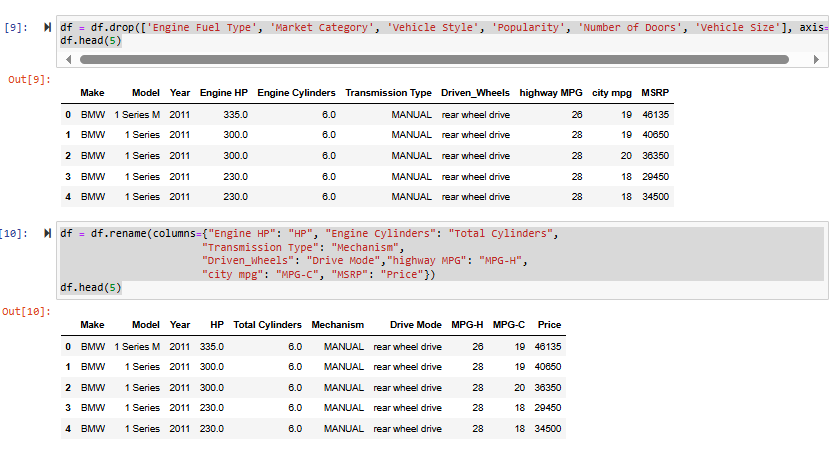 [9]: df = df.drop(['Engine Fuel Type', 'Market Category', 'Vehicle Style', 'Popularity', 'Number of Doors', 'Vehicle Size'], axis=
df.head(5)
Out[9]:
Make Model Year Engine HP Engine Cylinders Transmission Type Driven_Wheels highway MPG city mpg MSRP
0 BMW 1 Series M 2011 335.0 6.0 MANUAL rear wheel drive 26 19 46135
1 BMW 1 Series 2011 300.0 6.0 MANUAL rear wheel drive 28 19 40650
2 BMW 1 Series 2011 300.0 6.0 MANUAL rear wheel drive 28 20 36350
3 BMW 1 Series 2011 230.0 6.0 MANUAL rear wheel drive 28 18 29450
4 BMW 1 Series 2011 230.0 6.0 MANUAL rear wheel drive 28 18 34500
[10]: df = df.rename(columns={"Engine HP": "HP", "Engine Cylinders": "Total Cylinders",
"Transmission Type": "Mechanism",
"Driven_Wheels": "Drive Mode","highway MPG": "MPG-H",
"city mpg": "MPG-C", "MSRP": "Price"})
df.head(5)
Out[10]:
Make Model Year HP Total Cylinders Mechanism Drive Mode MPG-H MPG-C Price
0 BMW 1 Series M 2011 335.0 6.0 MANUAL rear wheel drive 26 19 46135
1 BMW 1 Series 2011 300.0 6.0 MANUAL rear wheel drive 28 19 40650
2 BMW 1 Series 2011 300.0 6.0 MANUAL rear wheel drive 28 20 36350
3 BMW 1 Series 2011 230.0 6.0 MANUAL rear wheel drive 28 18 29450
4 BMW 1 Series 2011 230.0 6.0 MANUAL rear wheel drive 28 18 34500